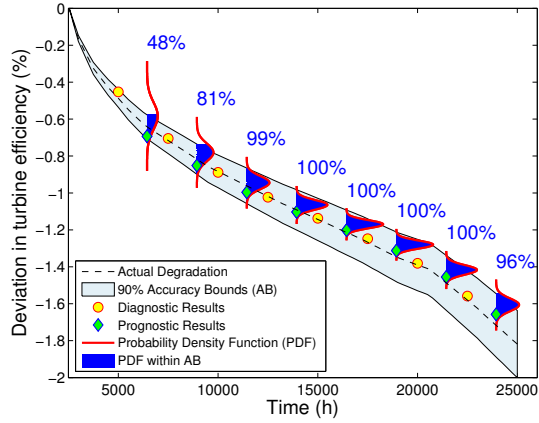 0
-0.2
-0.4
-0.6
-0.8
-1
-1.2
-1.4
-1.6
-1.8
-2
Deviation in turbine efficiency (%)
48%
81%
99%
100%
100%
100%
100%
96%
Actual Degradation
90% Accuracy Bounds (AB)
Diagnostic Results
Prognostic Results
Probability Density Function (PDF)
PDF within AB
5000 10000 15000 20000 25000
Time (h)